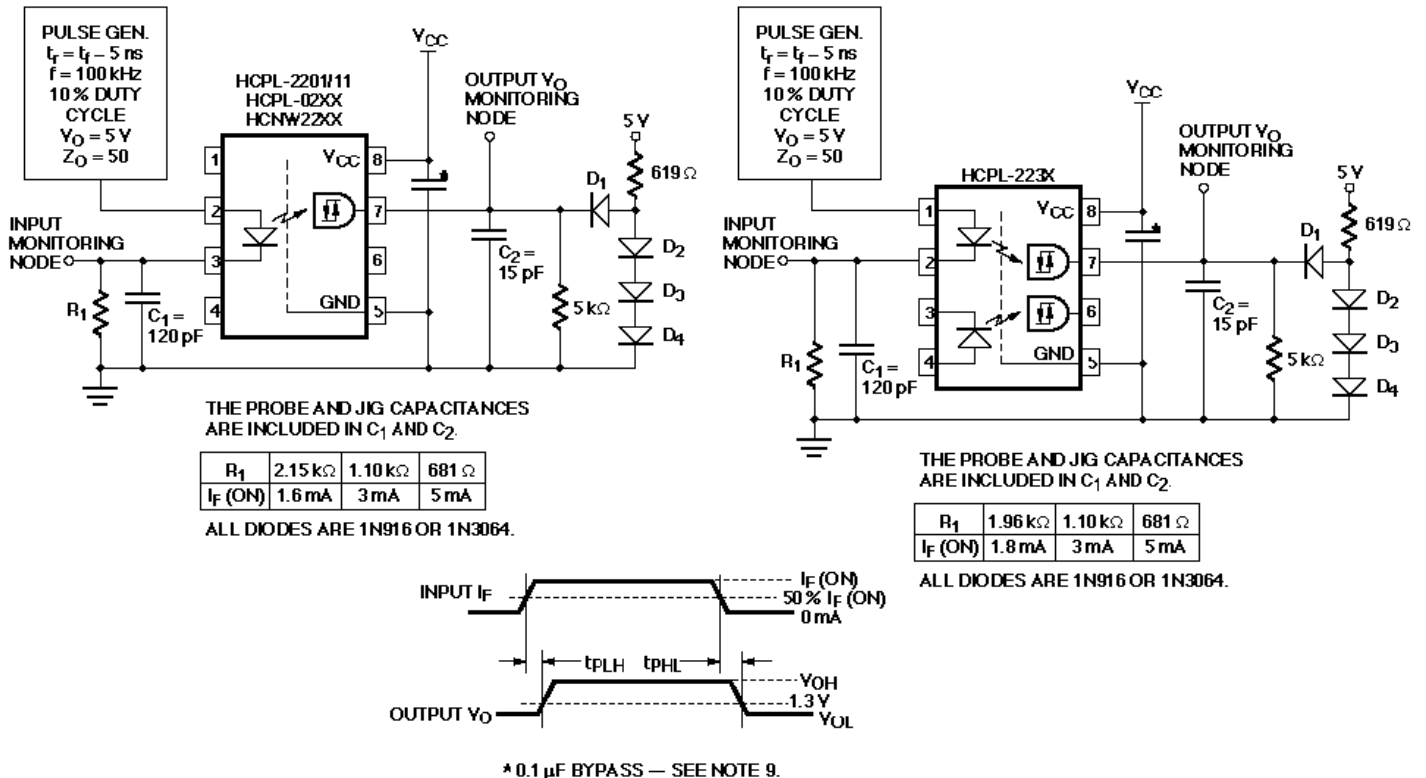 PULSE GEN.
tr = tf – 5 ns
f = 100 kHz
10% DUTY
CYCLE
VO = 5 V
ZO = 50
HCPL-2201/11
HCPL-02XX
HCNW22XX
VCC
OUTPUT VO
MONITORING
NODE
5 V
619 Ω
D1
D2
D3
D4
1
2
3
4
VCC 8
7
6
GND 5
INPUT
MONITORING
NODE
R1
C1 =
120 pF
C2 =
15 pF
5 kΩ
THE PROBE AND JIG CAPACITANCES
ARE INCLUDED IN C1 AND C2.
R1 2.15 kΩ 1.10 kΩ 681 Ω
IF (ON) 1.6 mA 3 mA 5 mA
ALL DIODES ARE 1N916 OR 1N3064.
PULSE GEN.
tr = tf – 5 ns
f = 100 kHz
10% DUTY
CYCLE
VO = 5 V
ZO = 50
HCPL-223X
VCC
OUTPUT VO
MONITORING
NODE
5 V
619 Ω
D1
D2
D3
D4
1
2
3
4
VCC 8
7
6
GND 5
INPUT
MONITORING
NODE
R1
C1 =
120 pF
C2 =
15 pF
5 kΩ
THE PROBE AND JIG CAPACITANCES
ARE INCLUDED IN C1 AND C2.
R1 1.96 kΩ 1.10 kΩ 681 Ω
IF (ON) 1.8 mA 3 mA 5 mA
ALL DIODES ARE 1N916 OR 1N3064.
INPUT IF
IF (ON)
50% IF (ON)
0 mA
tPLH tPHL
OUTPUT VO
VOH
1.3 V
VOL
* 0.1 µF BYPASS — SEE NOTE 9.